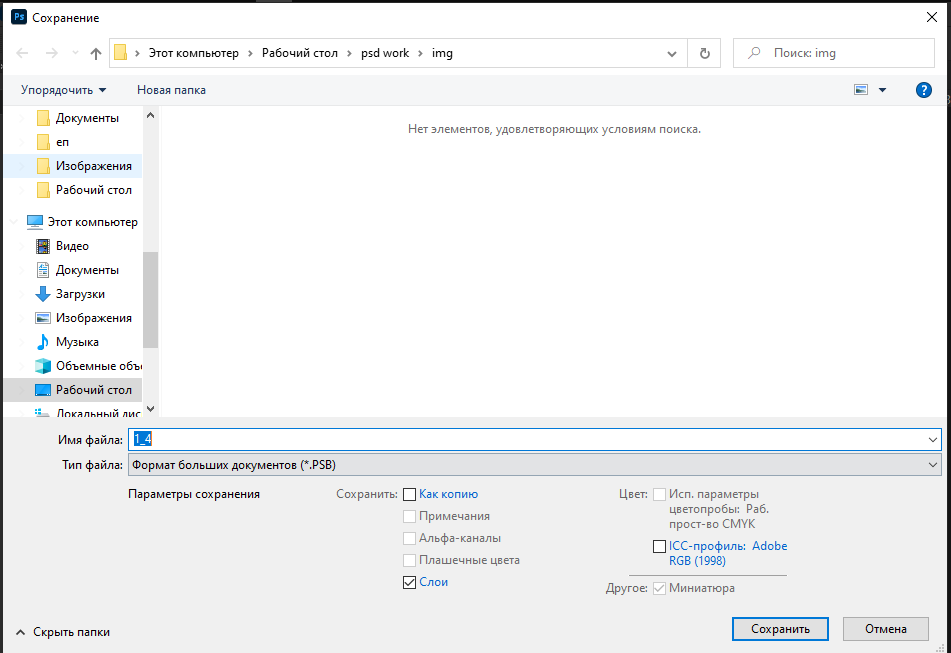 Ps Сохранение
Этот компьютер > Рабочий стол > psd work > img
Поиск: img
Упорядочить
Новая папка
?
Документы
еп
Изображения
Рабочий стол
Этот компьютер
Видео
Документы
Загрузки
Изображения
Музыка
Объемные объ
Рабочий стол
Локальный дис
Нет элементов, удовлетворяющих условиям поиска.
Имя файла: 1_4
Тип файла: Формат больших документов (*.PSB)
Параметры сохранения
Сохранить: Как копию
Примечания
Альфа-каналы
Плашечные цвета
Слои
Цвет: Исп. параметры
цветопробы: Раб.
прост-во CMYK
ICC-профиль: Adobe
RGB (1998)
Другое: Миниатюра
Скрыть папки
Сохранить
Отмена